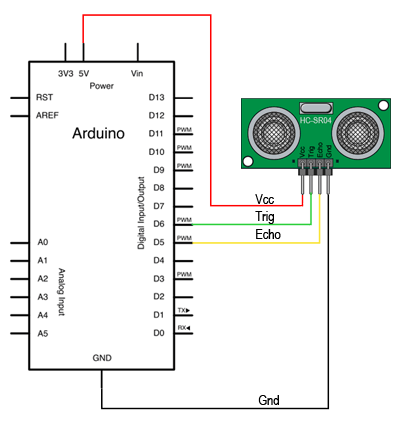 3V3 5V Vin
Power
RST
AREF
Arduino
D13
D12
PWM
D11
PWM
D10
PWM
D9
D8
D7
PWM
D6
PWM
D5
D4
PWM
D3
D2
TX▶
D1
RX◀
D0
Digital Input/Output
A0
A1
A2
A3
A4
A5
Analog Input
GND
HC-SR04
Vcc
Trig
Echo
Gnd
Vcc
Trig
Echo
Gnd